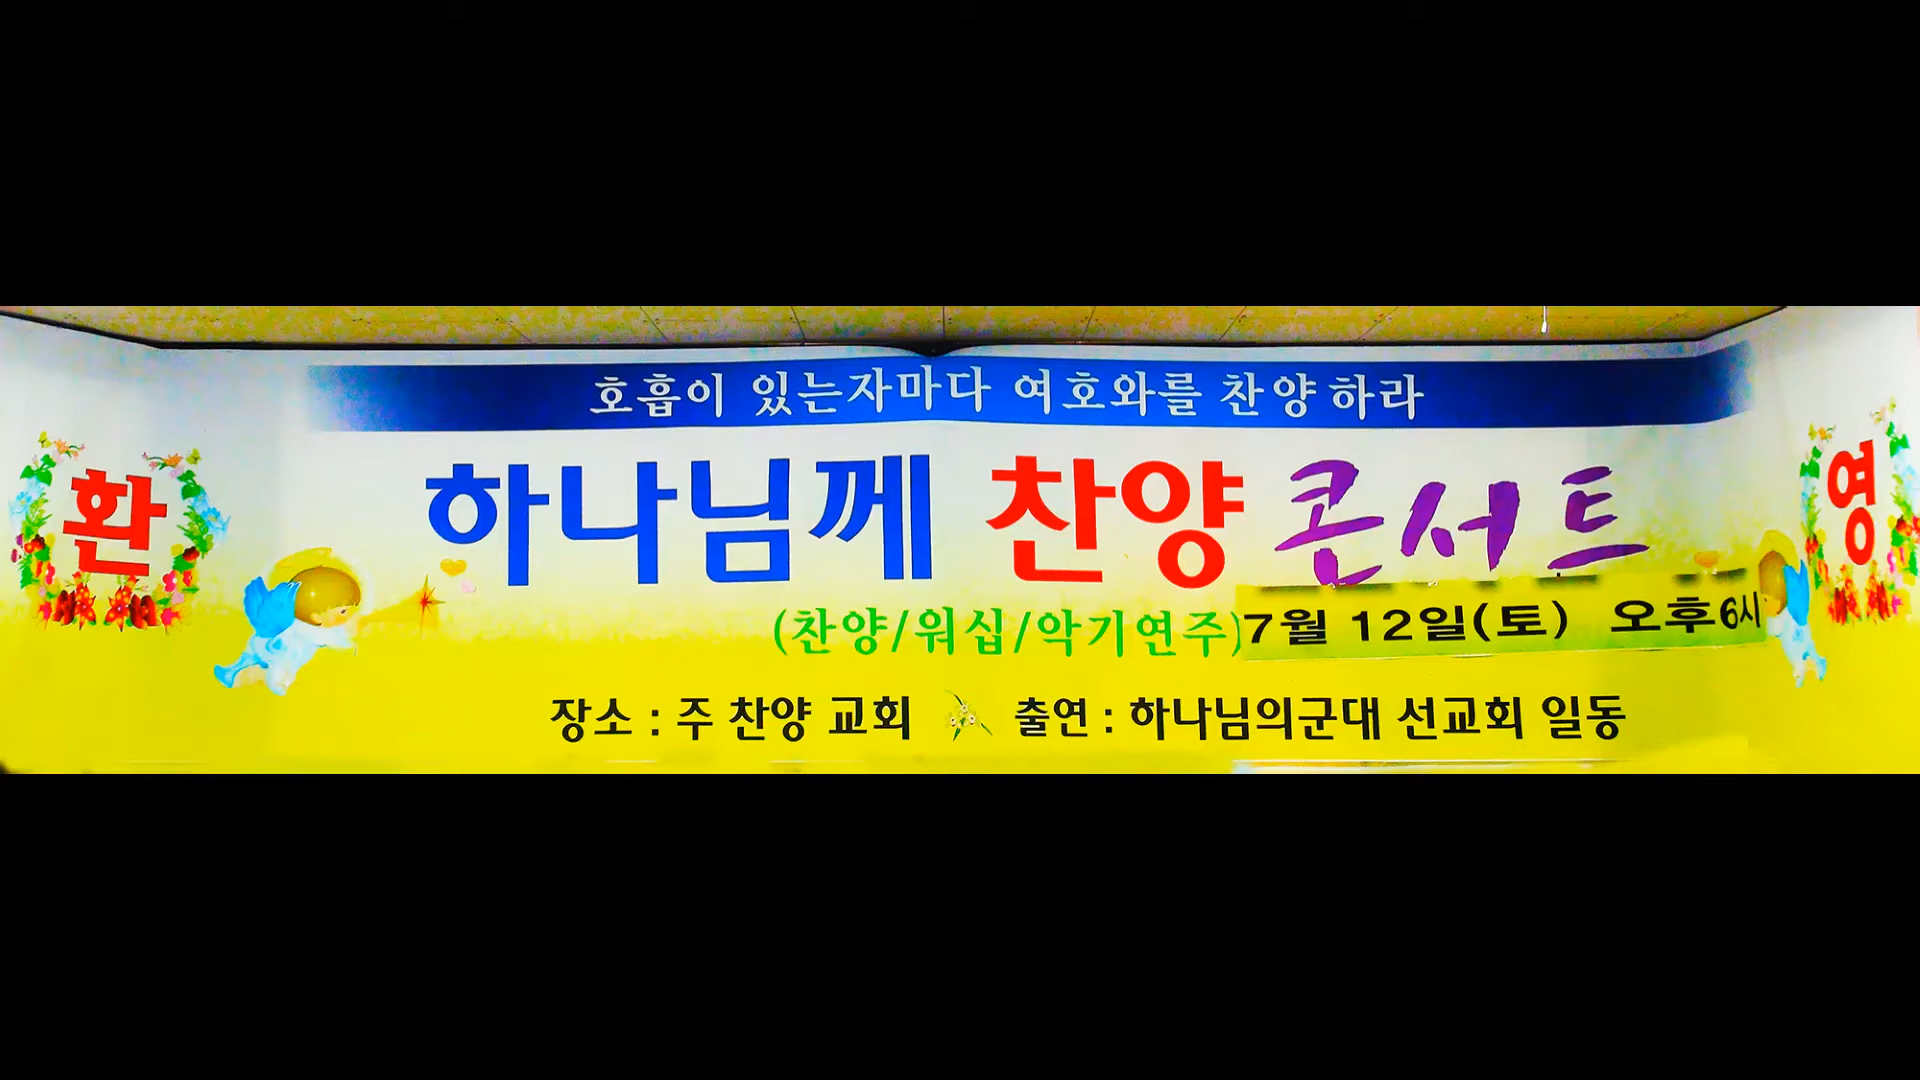 호흡이 있는자마다 여호와를 찬양하라
환 영
하나님께 찬양 콘서트
(찬양/워십/악기연주) 7월 12일(토) 오후6시
장소 : 주 찬양 교회 출연 : 하나님의군대 선교회 일동